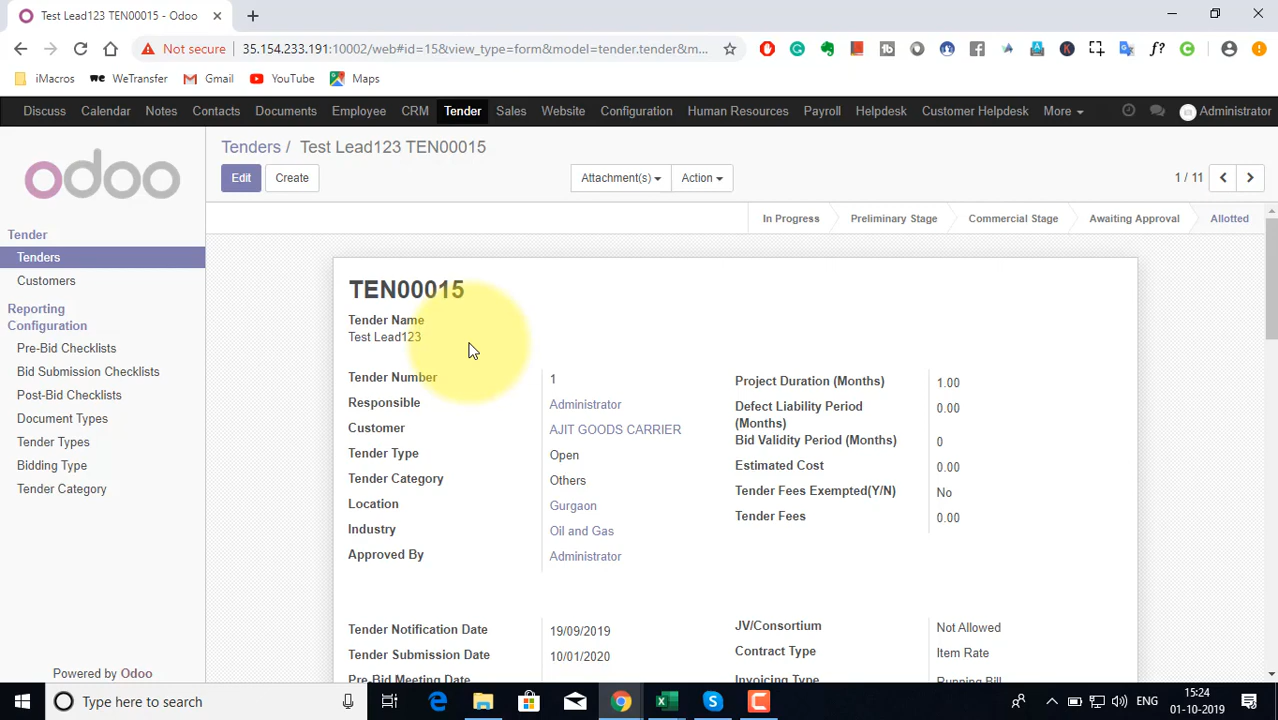 Test Lead123 TEN00015 - Odoo
Not secure 35.154.233.191:10002/web#id=15&view_type=form&model=tender.tender&m...
iMacros WeTransfer Gmail YouTube Maps
Discuss Calendar Notes Contacts Documents Employee CRM Tender Sales Website Configuration Human Resources Payroll Helpdesk Customer Helpdesk More Administrator
odoo
Tenders / Test Lead123 TEN00015
Edit Create Attachment(s) Action 1 / 11
In Progress Preliminary Stage Commercial Stage Awaiting Approval Allotted
Tender
Tenders
Customers
Reporting
Configuration
Pre-Bid Checklists
Bid Submission Checklists
Post-Bid Checklists
Document Types
Tender Types
Bidding Type
Tender Category
Powered by Odoo
TEN00015
Tender Name
Test Lead123
Tender Number 1
Responsible Administrator
Customer AJIT GOODS CARRIER
Tender Type Open
Tender Category Others
Location Gurgaon
Industry Oil and Gas
Approved By Administrator
Project Duration (Months) 1.00
Defect Liability Period 0.00
(Months)
Bid Validity Period (Months) 0
Estimated Cost 0.00
Tender Fees Exempted(Y/N) No
Tender Fees 0.00
Tender Notification Date 19/09/2019
Tender Submission Date 10/01/2020
Pre-Bid Meeting Date
JV/Consortium Not Allowed
Contract Type Item Rate
Invoicing Type Running Bill
Type here to search
ENG
15:24
01-10-2019